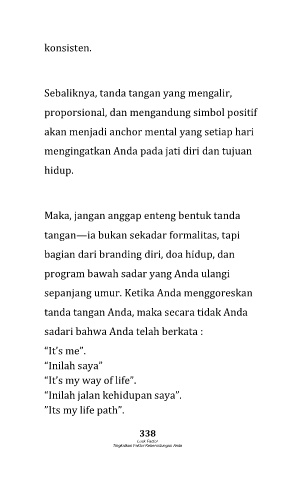 konsisten.
Sebaliknya, tanda tangan yang mengalir,
proporsional, dan mengandung simbol positif
akan menjadi anchor mental yang setiap hari
mengingatkan Anda pada jati diri dan tujuan
hidup.
Maka, jangan anggap enteng bentuk tanda
tangan—ia bukan sekadar formalitas, tapi
bagian dari branding diri, doa hidup, dan
program bawah sadar yang Anda ulangi
sepanjang umur. Ketika Anda menggoreskan
tanda tangan Anda, maka secara tidak Anda
sadari bahwa Anda telah berkata :
“It’s me”.
“Inilah saya”
“It’s my way of life”.
“Inilah jalan kehidupan saya”.
”Its my life path”.
338
Luck Factor
Tingkatkan Faktor Keberuntungan Anda